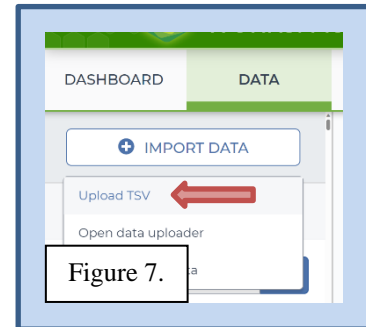 DASHBOARD DATA
IMPORT DATA
Upload TSV
Open data uploader
Figure 7.